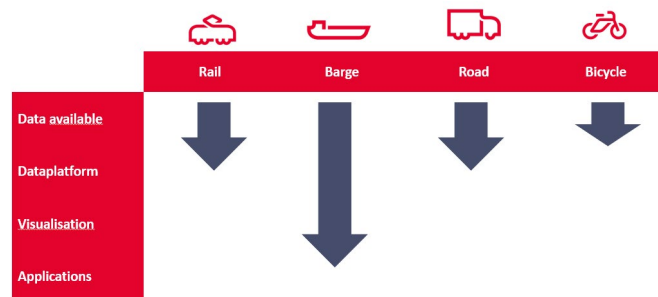 Rail Barge Road Bicycle
Data available
Dataplatform
Visualisation
Applications